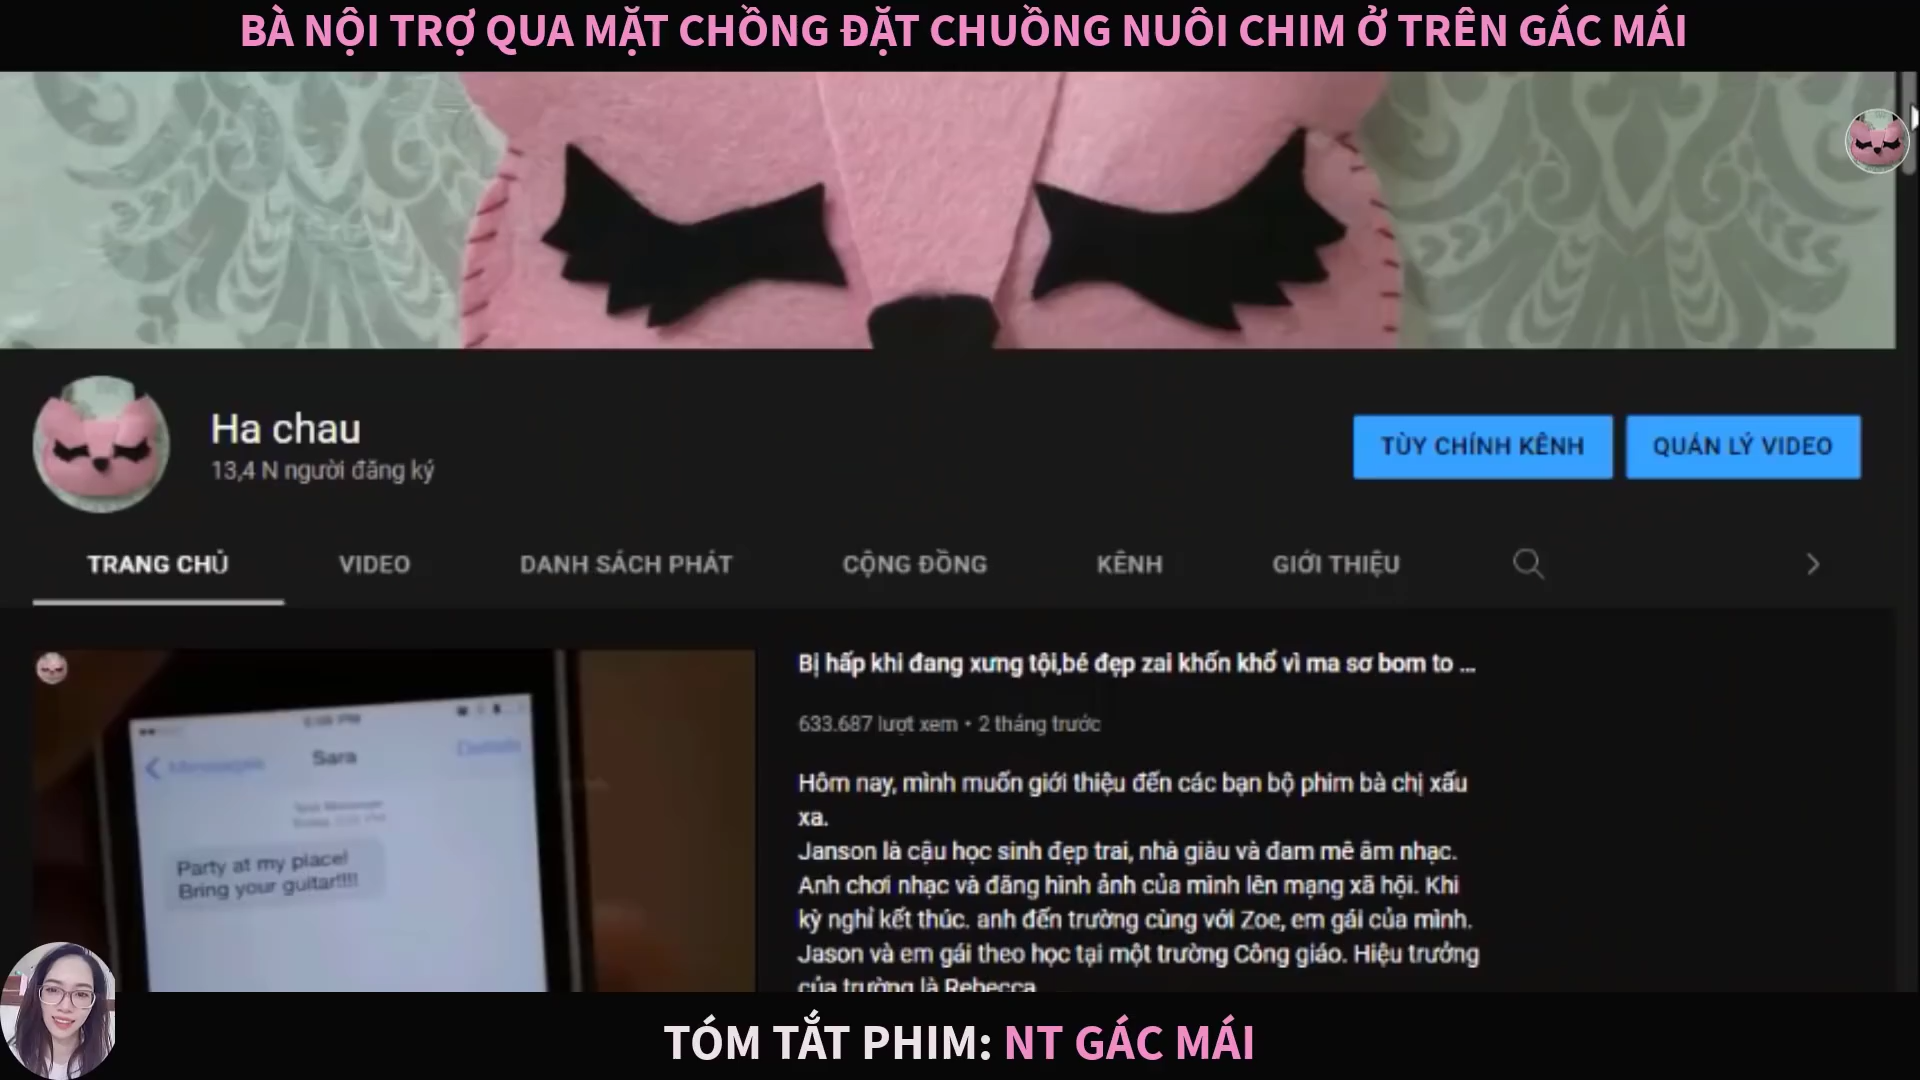 BÀ NỘI TRỢ QUA MẶT CHỒNG ĐẶT CHUỒNG NUÔI CHIM Ở TRÊN GÁC MÁI
Ha chau
13,4 N người đăng ký
TÙY CHỈNH KÊNH
QUẢN LÝ VIDEO
TRANG CHỦ
VIDEO
DANH SÁCH PHÁT
CỘNG ĐỒNG
KÊNH
GIỚI THIỆU
Bị hấp khi đang xưng tội,bé đẹp zai khốn khổ vì ma sơ bom to ...
633.687 lượt xem • 2 tháng trước
Hôm nay, mình muốn giới thiệu đến các bạn bộ phim bà chị xấu
xa.
Janson là cậu học sinh đẹp trai, nhà giàu và đam mê âm nhạc.
Anh chơi nhạc và đăng hình ảnh của mình lên mạng xã hội. Khi
kỳ nghỉ kết thúc. anh đến trường cùng với Zoe, em gái của mình.
Jason và em gái theo học tại một trường Công giáo. Hiệu trưởng
của trường là Rebecca
Messages
Sara
Details
Party at my place!
Bring your guitar!!!!
TÓM TẮT PHIM: NT GÁC MÁI